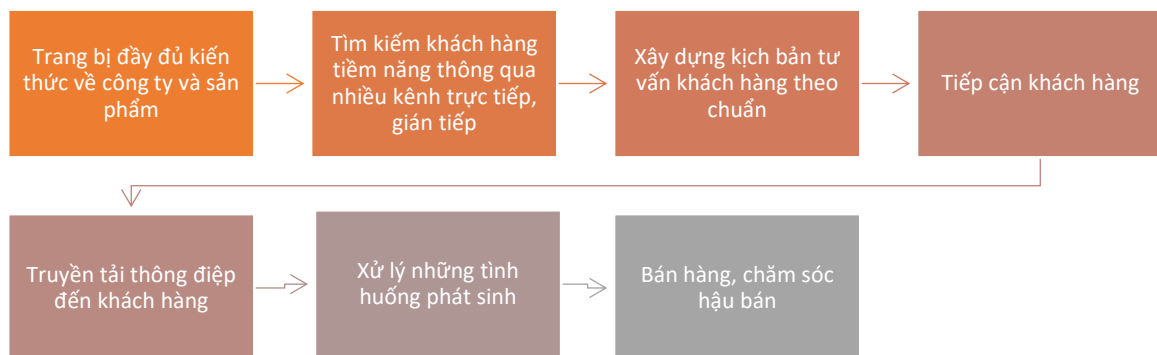 Trang bị đầy đủ kiến
thức về công ty và sản
phẩm
Tìm kiếm khách hàng
tiềm năng thông qua
nhiều kênh trực tiếp,
gián tiếp
Xây dựng kịch bản tư
vấn khách hàng theo
chuẩn
Tiếp cận khách hàng
Truyền tải thông điệp
đến khách hàng
Xử lý những tình
huống phát sinh
Bán hàng, chăm sóc
hậu bán